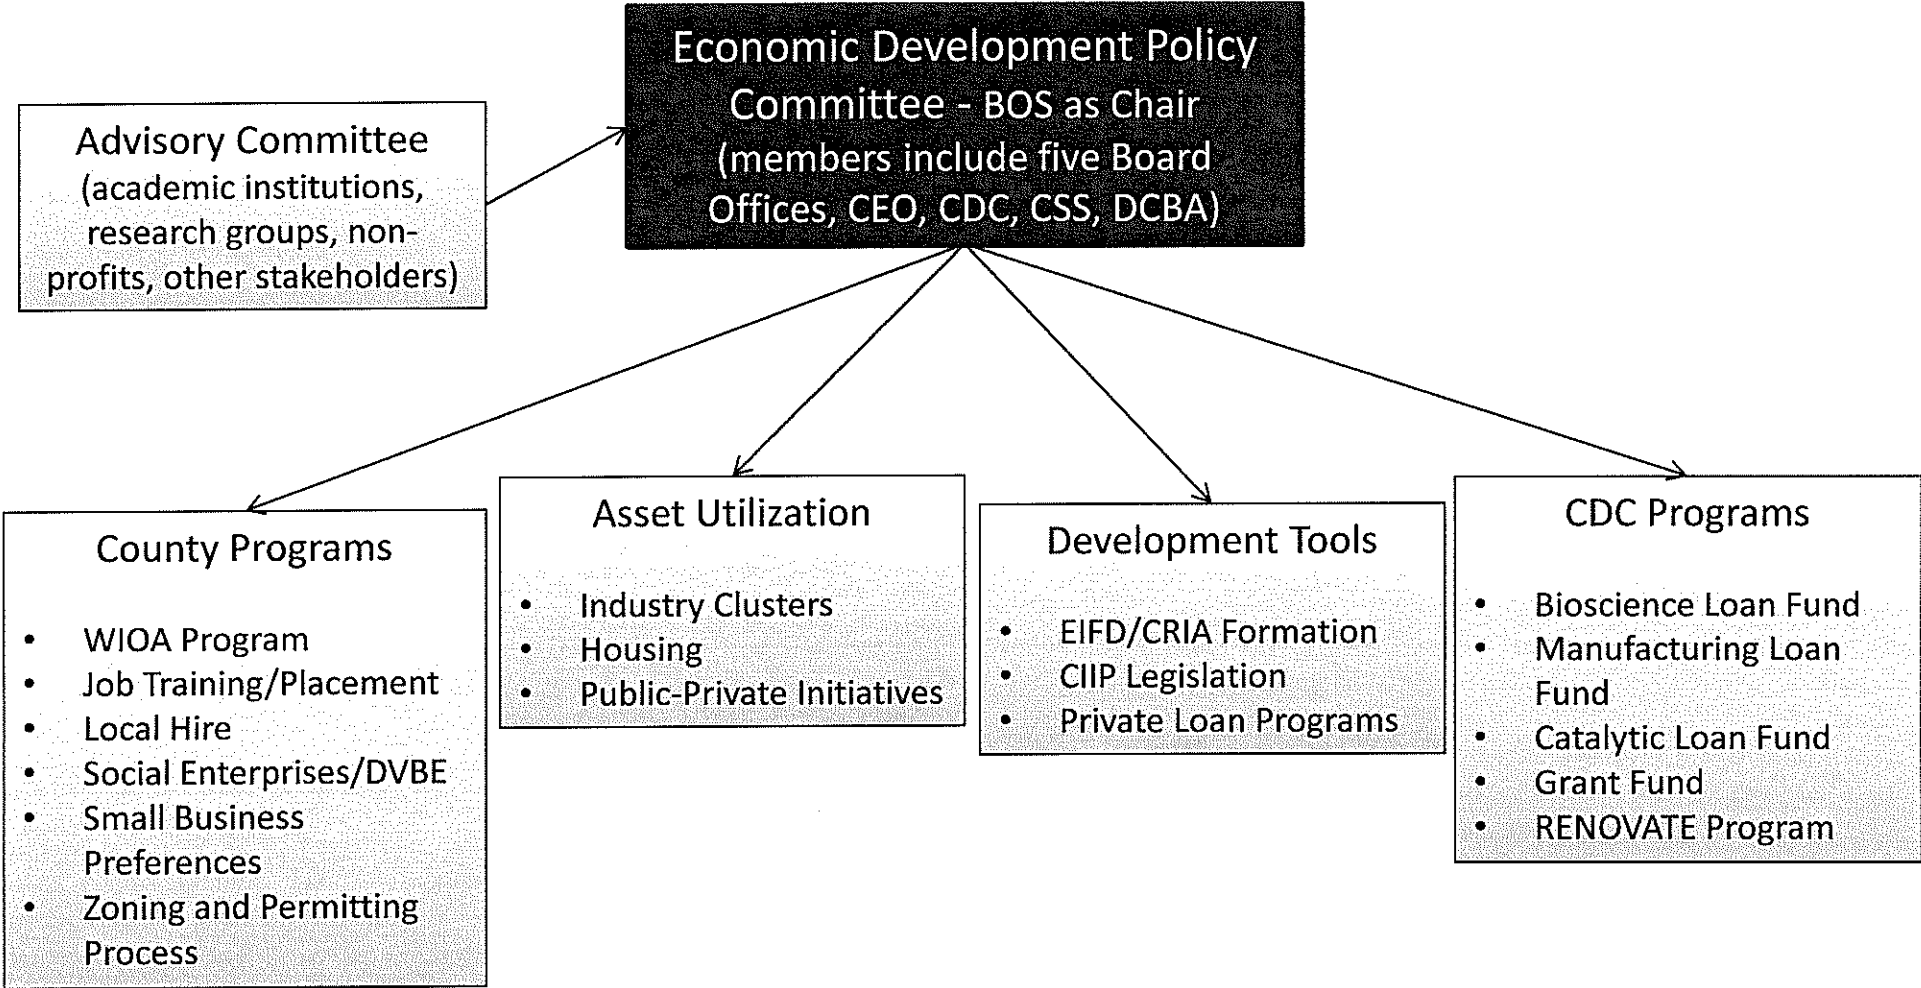 Economic Development Policy
Committee - BOS as Chair
(members include five Board
Offices, CEO, CDC, CSS, DCBA)
Advisory Committee
(academic institutions,
research groups, non-
profits, other stakeholders)
County Programs
• WIOA Program
• Job Training/Placement
• Local Hire
• Social Enterprises/DVBE
• Small Business
Preferences
• Zoning and Permitting
Process
Asset Utilization
• Industry Clusters
• Housing
• Public-Private Initiatives
Development Tools
• EIFD/CRIA Formation
• CIIP Legislation
• Private Loan Programs
CDC Programs
• Bioscience Loan Fund
• Manufacturing Loan
Fund
• Catalytic Loan Fund
• Grant Fund
• RENOVATE Program